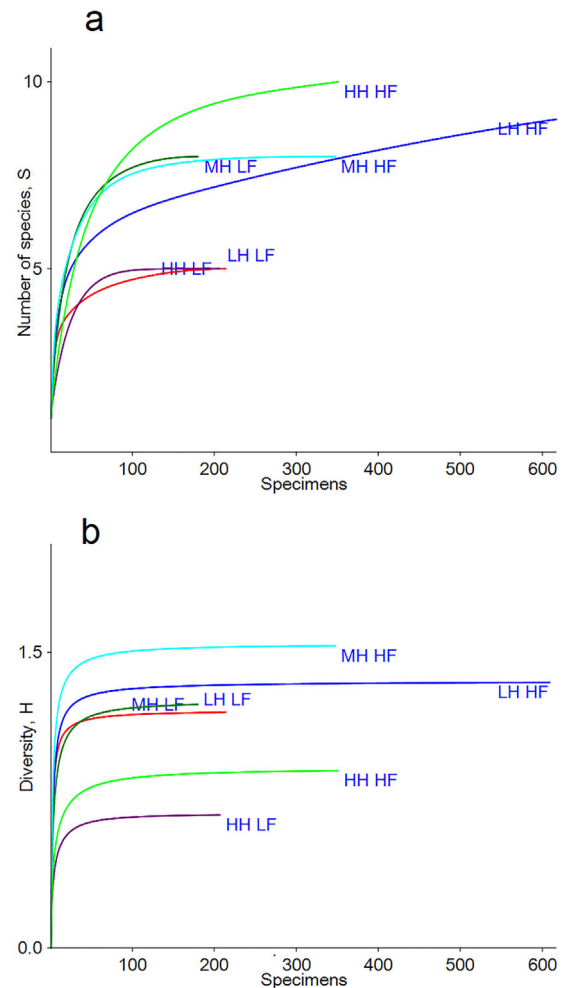 a
10
HH HF
LH HF
MH LF
MH HF
Number of species, S
LH LF
5
HH LF
100
200
300
400
500
600
Specimens
b
1.5
MH HF
LH HF
LH LF
MH LF
Diversity, H
HH HF
HH LF
0.0
100
200
300
400
500
600
Specimens